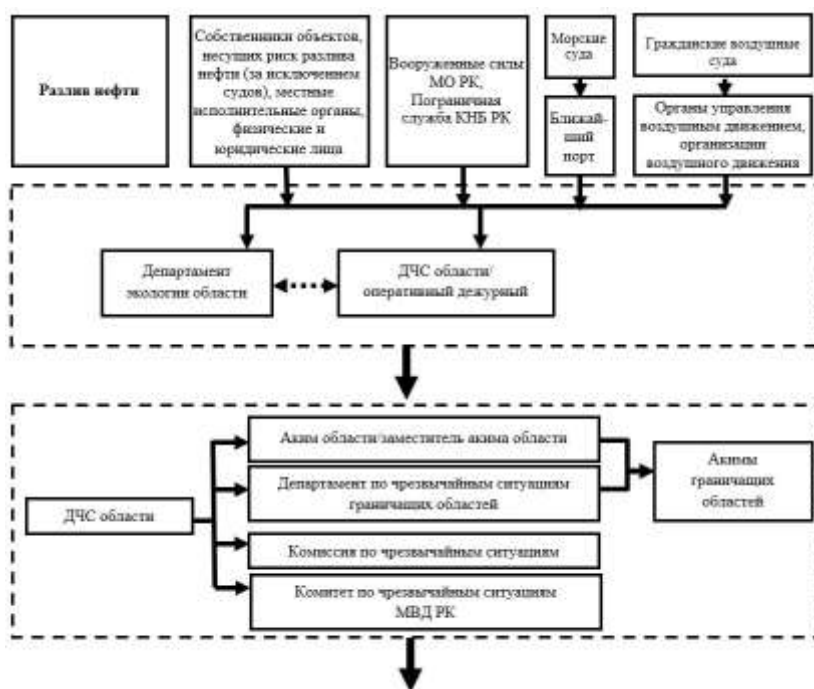 Разлив нефти
Собственники объектов,
несущих риск разлива
нефти (за исключением
судов), местные
исполнительные органы,
физические и
юридические лица
Вооруженные силы
МО РК,
Пограничная
служба КНБ РК
Морские
суда
Ближай-
ший
порт
Гражданские воздушные
суда
Органы управления
воздушным движением,
организации
воздушного движения
Департамент
экологии области
ДЧС области/
оперативный дежурный
ДЧС области
Аким области/заместитель акима области
Департамент по чрезвычайным ситуациям
граничащих областей
Комиссия по чрезвычайным ситуациям
Комитет по чрезвычайным ситуациям
МВД РК
Акимы
граничащих
областей